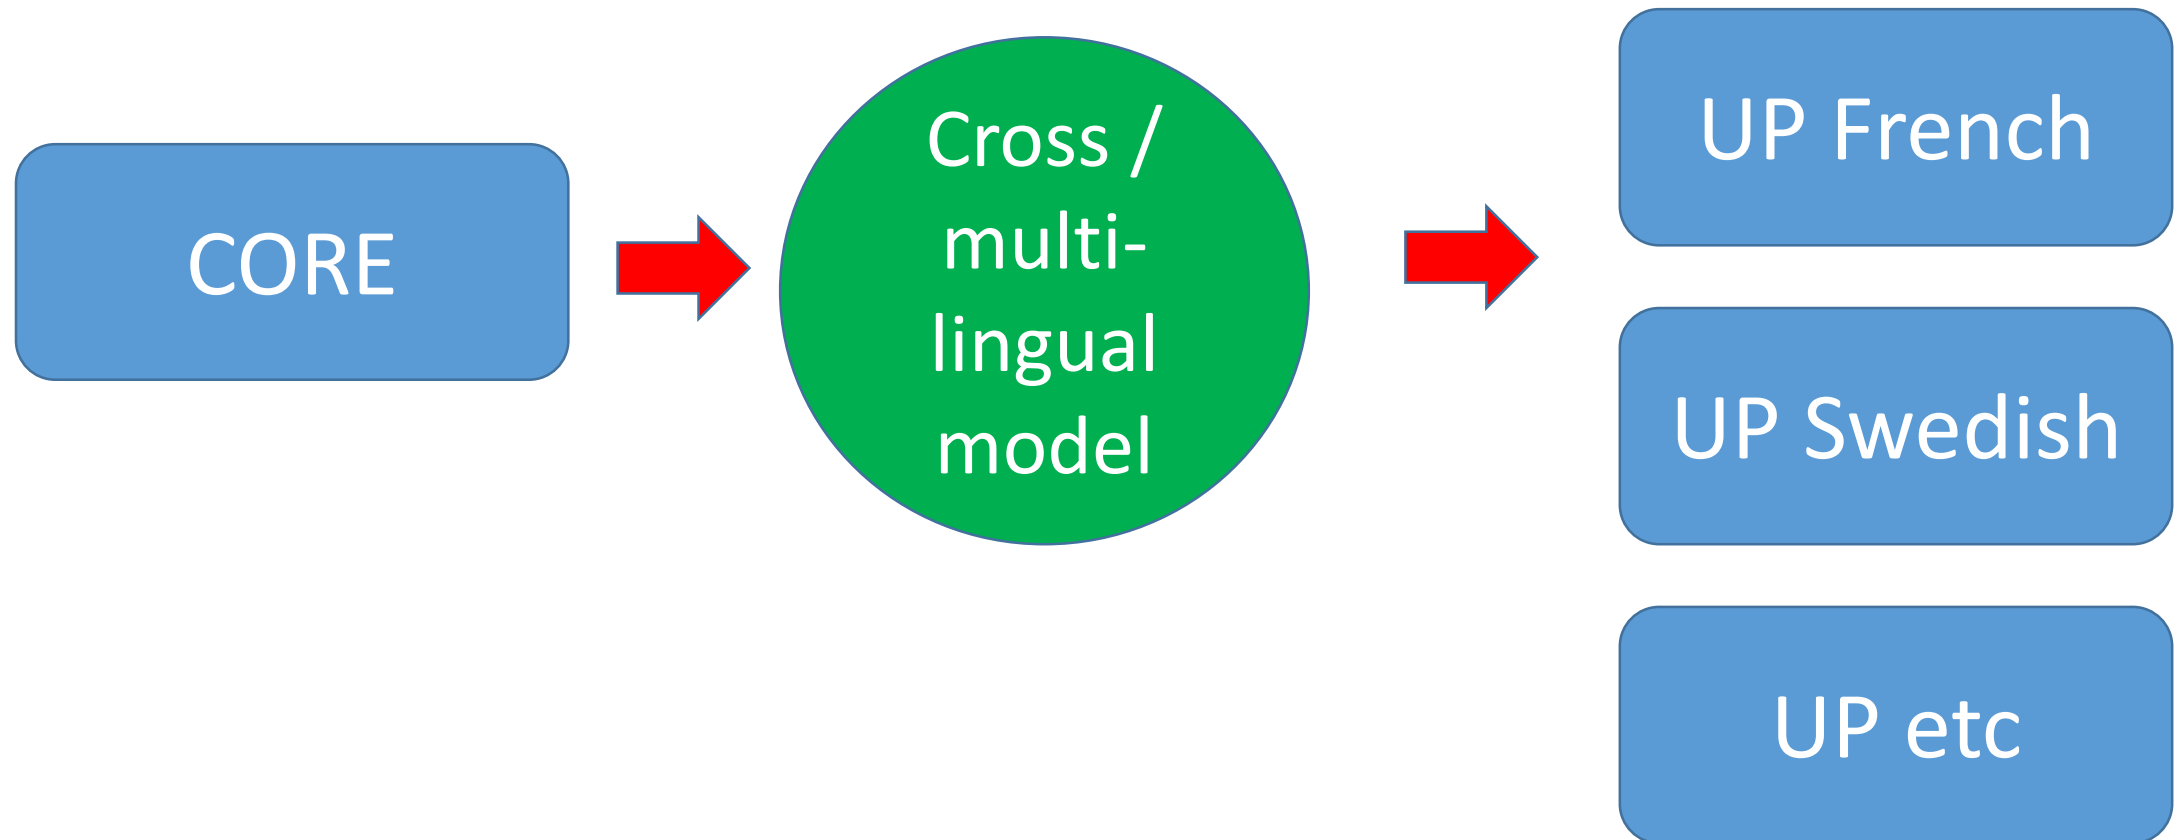 CORE
Cross /
multi-
lingual
model
UP French
UP Swedish
UP etc